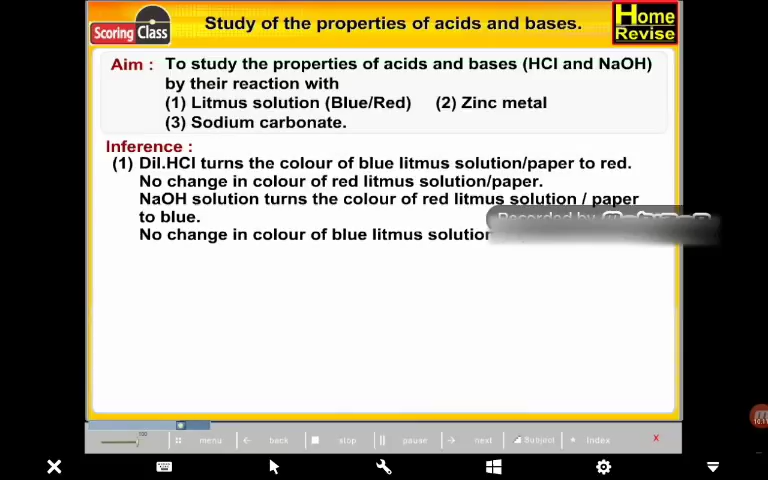 Scoring Class
Study of the properties of acids and bases.
Home
Revise
Aim : To study the properties of acids and bases (HCl and NaOH)
by their reaction with
(1) Litmus solution (Blue/Red) (2) Zinc metal
(3) Sodium carbonate.
Inference :
(1) Dil.HCl turns the colour of blue litmus solution/paper to red.
No change in colour of red litmus solution/paper.
NaOH solution turns the colour of red litmus solution / paper
to blue.
Recorded by
No change in colour of blue litmus solution
100
menu back stop pause next Subject Index X